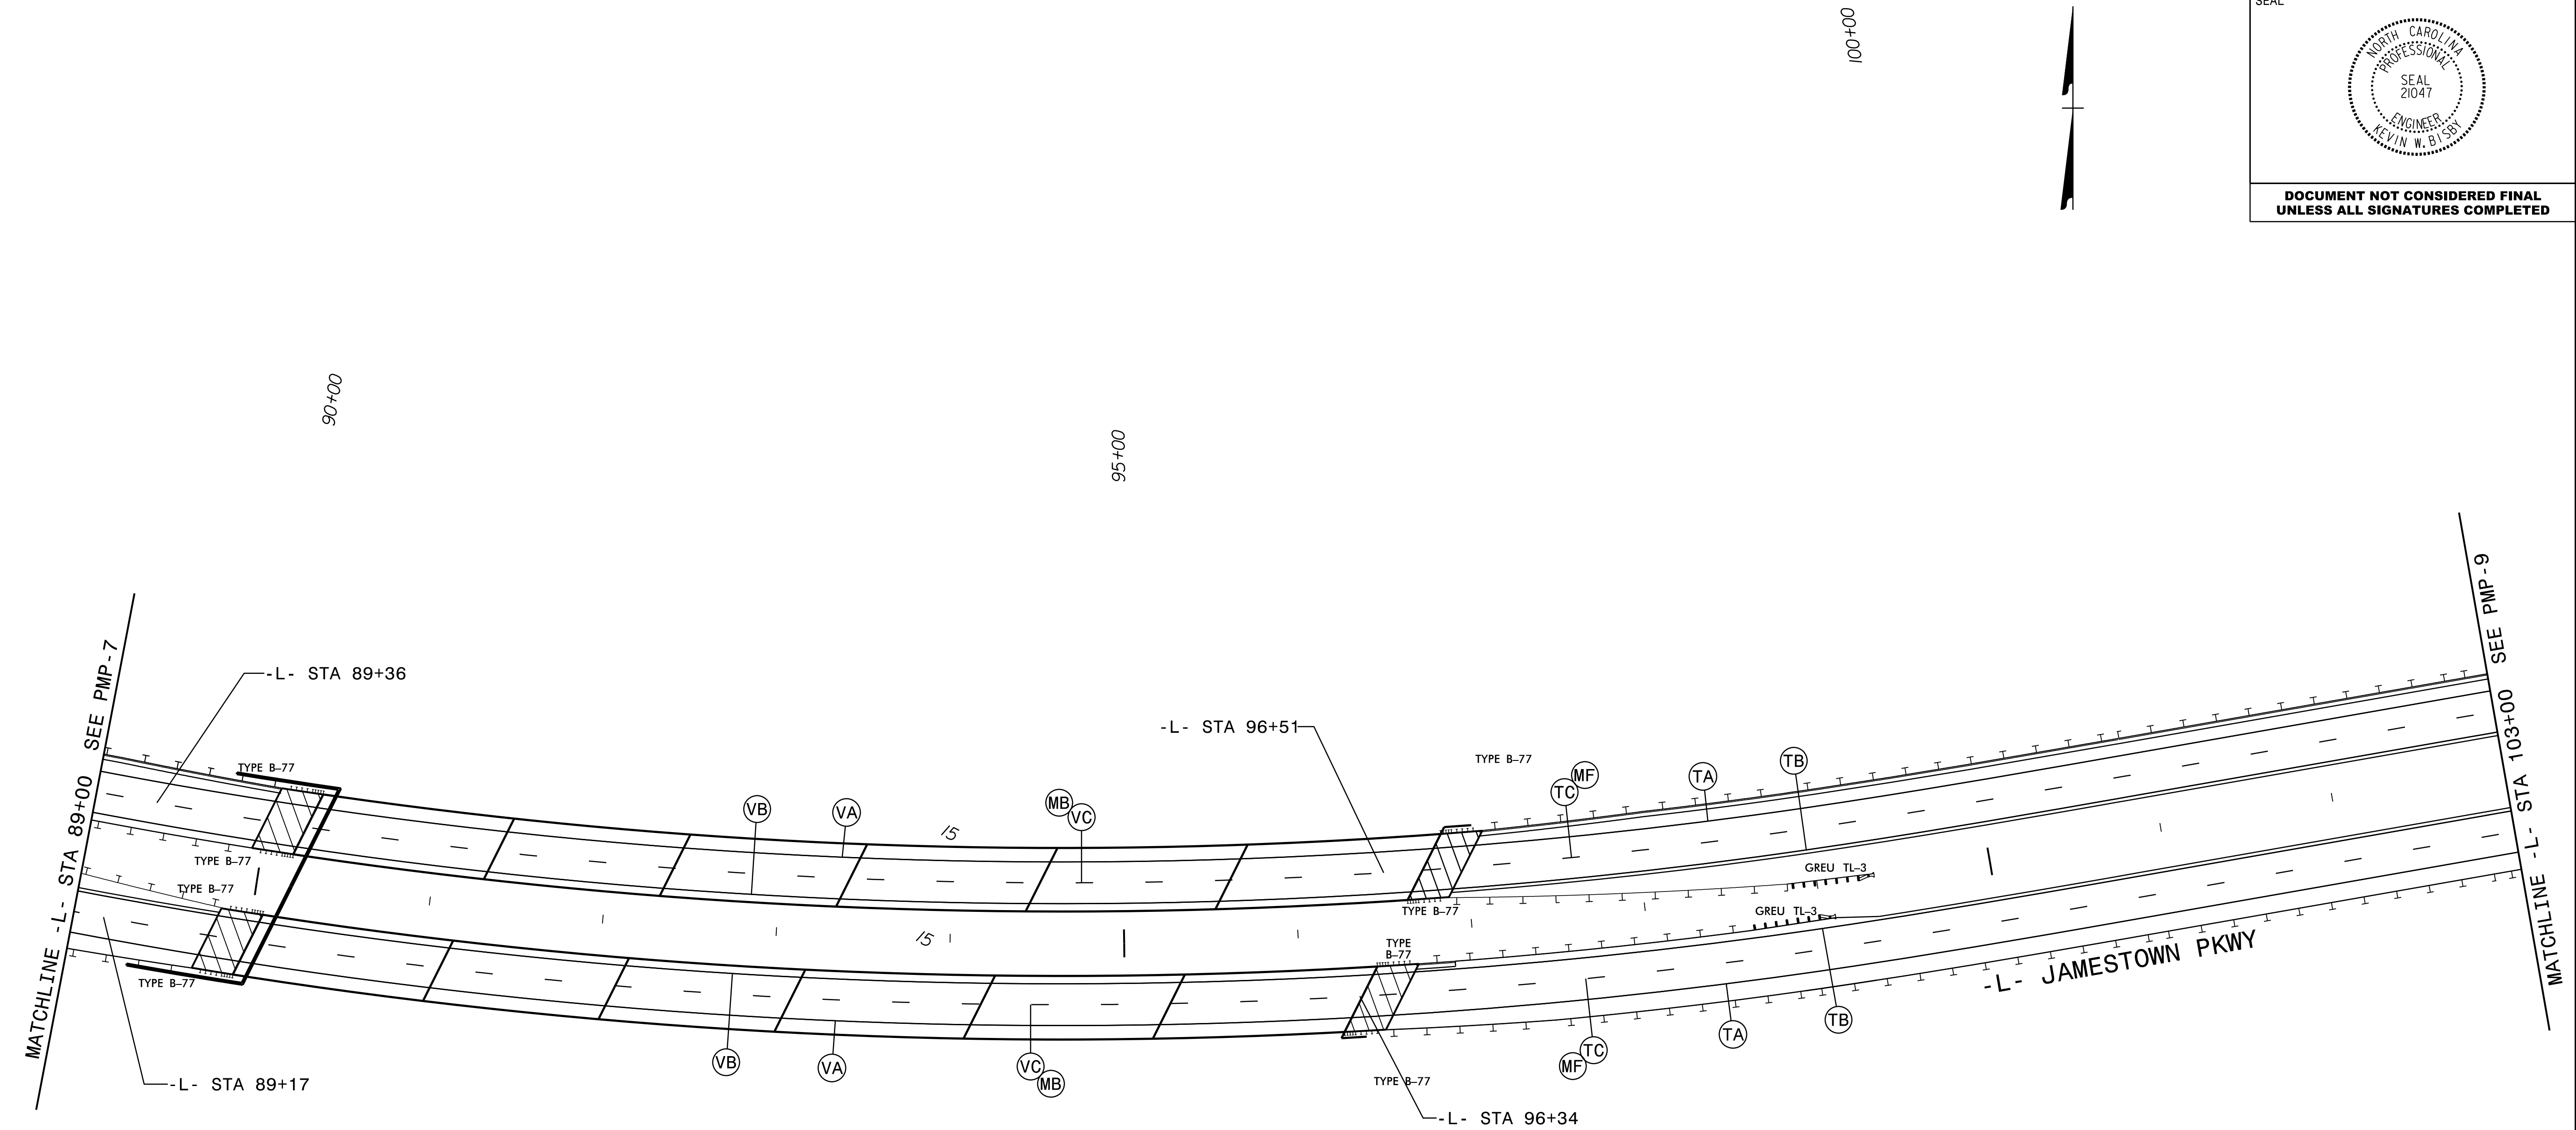 SEAL
NORTH CAROLINA
PROFESSIONAL
SEAL
21047
ENGINEER
KEVIN W. BISBY
DOCUMENT NOT CONSIDERED FINAL
UNLESS ALL SIGNATURES COMPLETED
100+00
90+00
95+00
MATCHLINE -L- STA 89+00 SEE PMP-7
MATCHLINE -L- STA 103+00 SEE PMP-9
-L- STA 89+36
-L- STA 96+51
TYPE B-77
TYPE B-77
TYPE B-77
TYPE B-77
TYPE B-77
VB
VA
MB
VC
15
MF
TC
TA
TB
GREU TL-3
TYPE B-77
GREU TL-3
15
TYPE
B-77
-L- JAMESTOWN PKWY
VB
VA
VC
MB
TC
MF
TA
TB
TYPE B-77
-L- STA 89+17
-L- STA 96+34